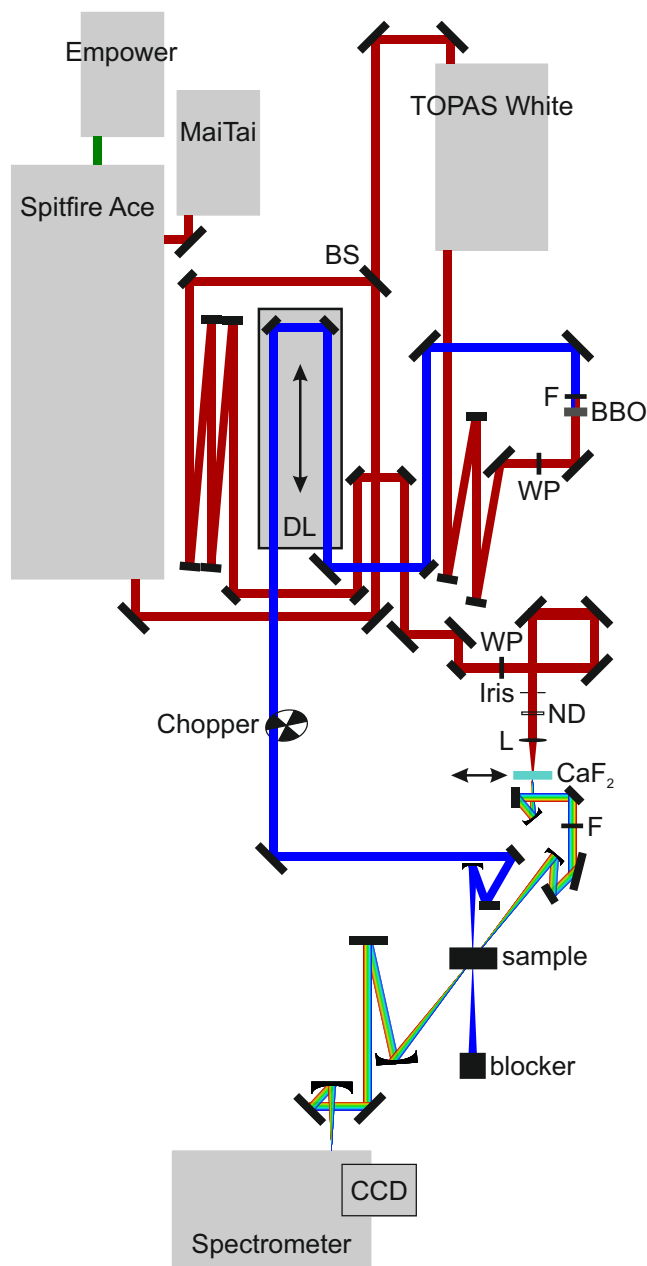 Empower
MaiTai
TOPAS White
Spitfire Ace
BS
F
BBO
WP
DL
WP
Iris
ND
Chopper
L
CaF₂
F
sample
blocker
CCD
Spectrometer